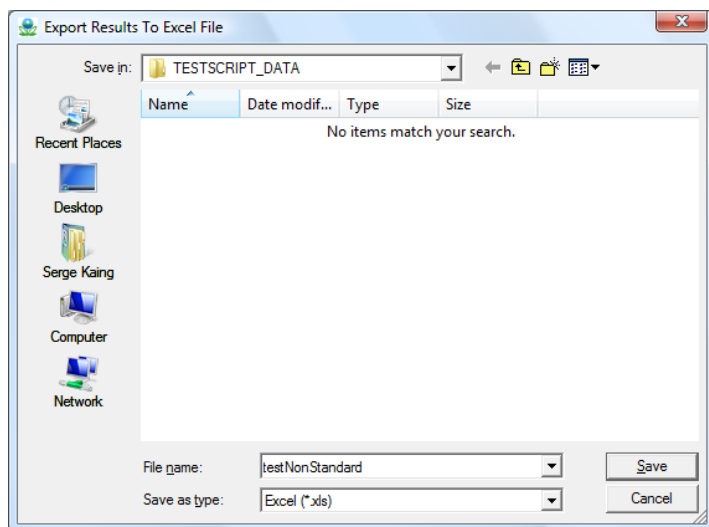 Export Results To Excel File
Save in: TESTSCRIPT_DATA
Name Date modif... Type Size
No items match your search.
Recent Places
Desktop
Serge Kaing
Computer
Network
File name: testNonStandard Save
Save as type: Excel (*.xls) Cancel